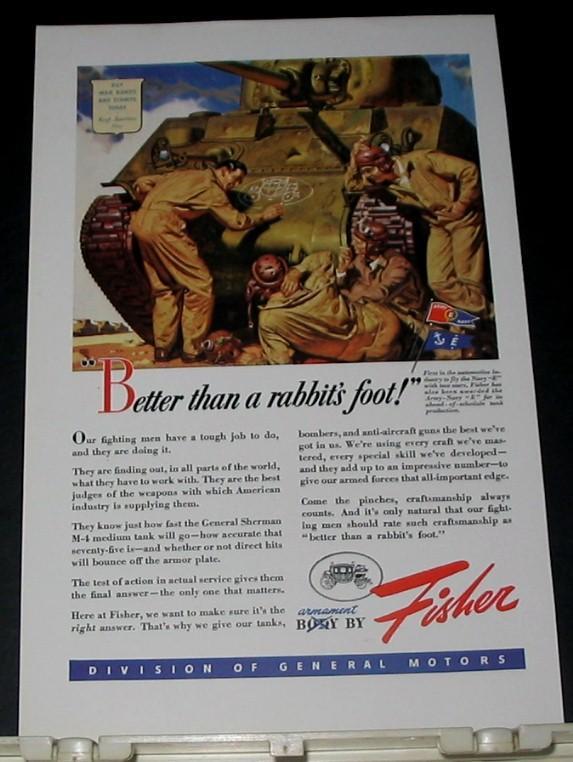 BUY
WAR BONDS
AND STAMPS
TODAY
"Better than a rabbit's foot!"
First in the automotive in-
dustry to fly the Navy "E"
with two stars, Fisher has
also been awarded the
Army-Navy "E" for its
ahead-of-schedule tank
production.
Our fighting men have a tough job to do,
and they are doing it.
They are finding out, in all parts of the world,
what they have to work with. They are the best
judges of the weapons with which American
industry is supplying them.
They know just how fast the General Sherman
M-4 medium tank will go—how accurate that
seventy-five is—and whether or not direct hits
will bounce off the armor plate.
The test of action in actual service gives them
the final answer—the only one that matters.
Here at Fisher, we want to make sure it's the
right answer. That's why we give our tanks,
bombers, and anti-aircraft guns the best we've
got in us. We're using every craft we've mas-
tered, every special skill we've developed—
and they add up to an impressive number—to
give our armed forces that all-important edge.
Come the pinches, craftsmanship always
counts. And it's only natural that our fight-
ing men should rate such craftsmanship as
"better than a rabbit's foot."
armament
BODY BY
Fisher
DIVISION OF GENERAL MOTORS